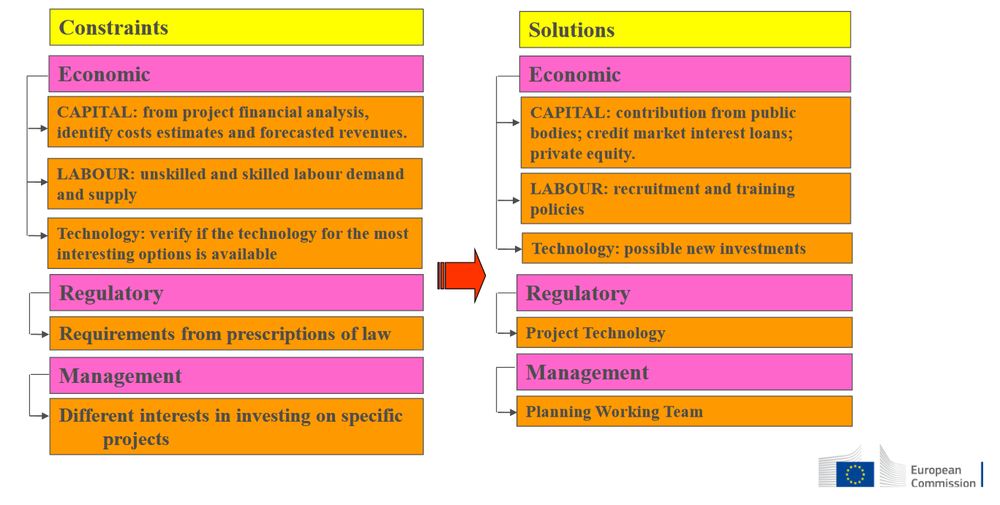 Constraints
Economic
CAPITAL: from project financial analysis,
identify costs estimates and forecasted revenues.
LABOUR: unskilled and skilled labour demand
and supply
Technology: verify if the technology for the most
interesting options is available
Regulatory
Requirements from prescriptions of law
Management
Different interests in investing on specific
projects
Solutions
Economic
CAPITAL: contribution from public
bodies; credit market interest loans;
private equity.
LABOUR: recruitment and training
policies
Technology: possible new investments
Regulatory
Project Technology
Management
Planning Working Team
European
Commission